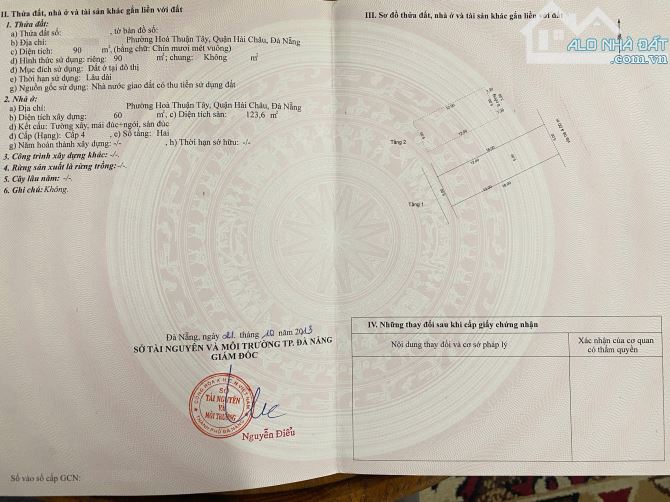 II. Thửa đất, nhà ở và tài sản khác gắn liền với đất
1. Thửa đất:
a) Thửa đất số: , tờ bản đồ số:
b) Địa chỉ: Phường Hoà Thuận Tây, Quận Hải Châu, Đà Nẵng
c) Diện tích: 90 m², (bằng chữ: Chín mươi mét vuông)
d) Hình thức sử dụng: riêng: 90 m²; chung: Không m²
đ) Mục đích sử dụng: Đất ở tại đô thị
e) Thời hạn sử dụng: Lâu dài
g) Nguồn gốc sử dụng: Nhà nước giao đất có thu tiền sử dụng đất
2. Nhà ở:
a) Địa chỉ: Phường Hoà Thuận Tây, Quận Hải Châu, Đà Nẵng
b) Diện tích xây dựng: 60 m², c) Diện tích sàn: 123,6 m²
d) Kết cấu: Tường xây, mái đúc+ngói, sàn đúc
đ) Cấp (Hạng): Cấp 4 , e) Số tầng: Hai
g) Năm hoàn thành xây dựng: -/- , h) Thời hạn sở hữu: -/-
3. Công trình xây dựng khác: -/-.
4. Rừng sản xuất là rừng trồng:-/-.
5. Cây lâu năm: -/-.
6. Ghi chú: Không.
Đà Nẵng, ngày 21 tháng 10 năm 2013
SỞ TÀI NGUYÊN VÀ MÔI TRƯỜNG TP. ĐÀ NẴNG
GIÁM ĐỐC
SỞ
TÀI NGUYÊN
VÀ
MÔI TRƯỜNG
THÀNH PHỐ ĐÀ NẴNG
Nguyễn Điểu
Số vào sổ cấp GCN:
III. Sơ đồ thửa đất, nhà ở và tài sản khác gắn liền với đất
ALO NHÀ ĐẤT
.com.vn
Tầng 2
Tầng 1
IV. Những thay đổi sau khi cấp giấy chứng nhận
Nội dung thay đổi và cơ sở pháp lý
Xác nhận của cơ quan
có thẩm quyền